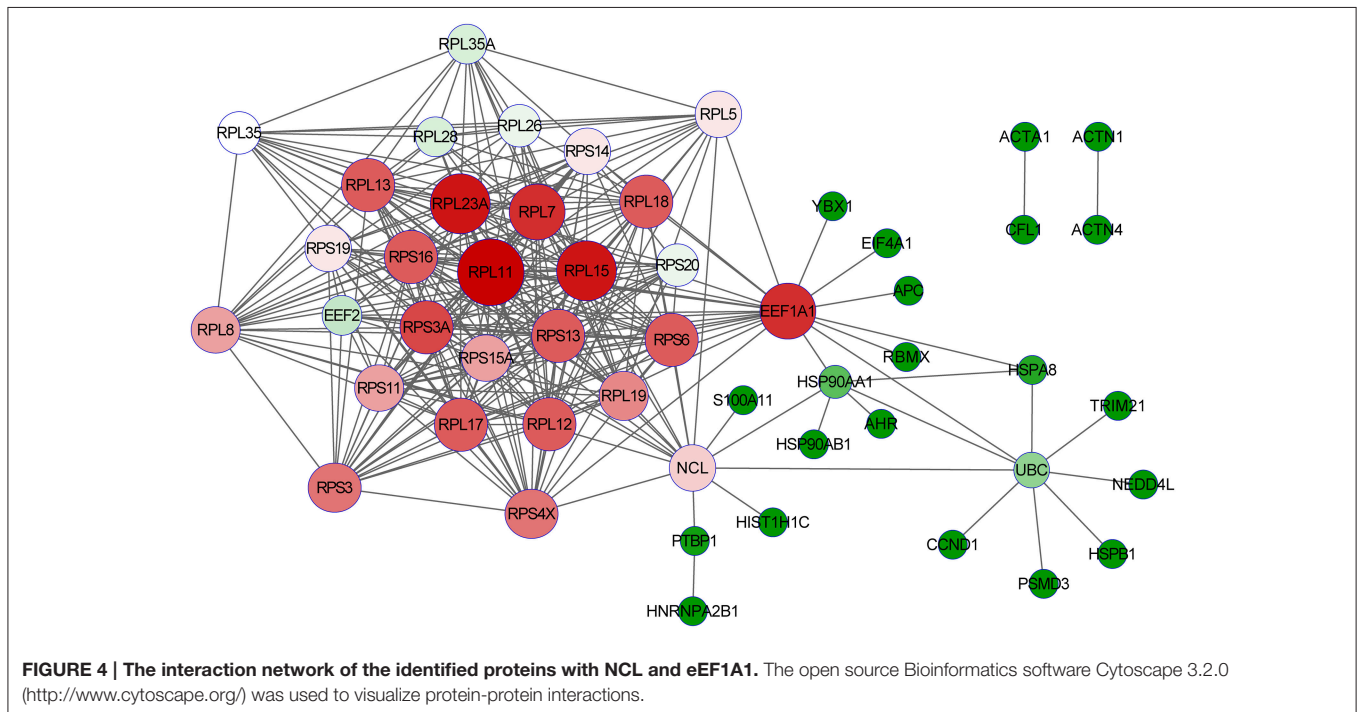 RPL35A
RPL35
RPL28
RPL26
RPL5
RPS14
ACTA1
ACTN1
RPL13
RPL23A
RPL7
RPL18
YBX1
CFL1
ACTN4
RPS19
RPS16
RPL11
RPL15
RPS20
EIF4A1
APC
RPL8
EEF2
RPS3A
RPS13
RPS6
EEF1A1
RPS15A
RBMX
HSPA8
RPS11
RPL19
HSP90AA1
S100A11
TRIM21
RPL17
RPL12
AHR
HSP90AB1
NCL
UBC
RPS3
NEDD4L
RPS4X
HIST1H1C
PTBP1
CCND1
HSPB1
PSMD3
HNRNPA2B1
FIGURE 4 | The interaction network of the identified proteins with NCL and eEF1A1. The open source Bioinformatics software Cytoscape 3.2.0
(http://www.cytoscape.org/) was used to visualize protein-protein interactions.